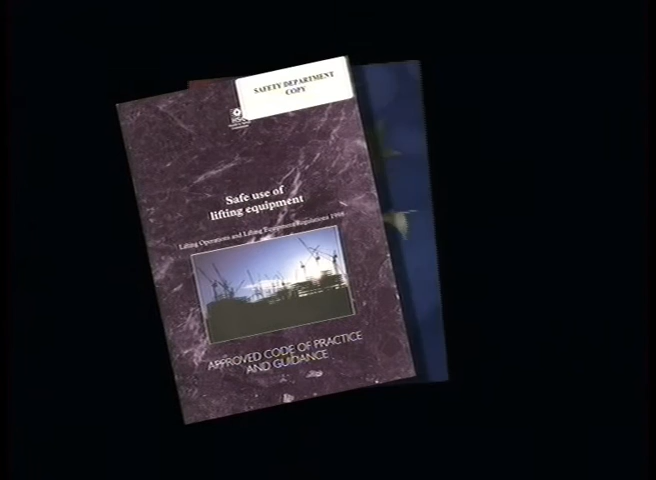 SAFETY DEPARTMENT
COPY
HSC
Safe use of
lifting equipment
Lifting Operations and Lifting Equipment Regulations 1998
APPROVED CODE OF PRACTICE
AND GUIDANCE